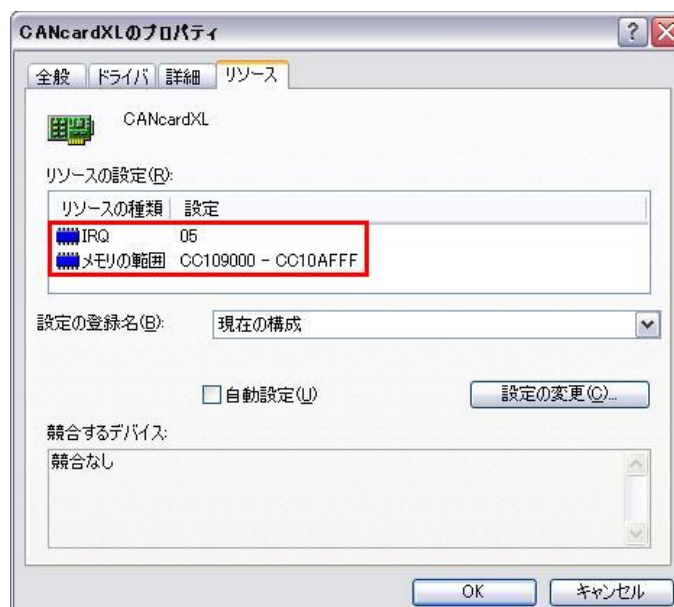 CANcardXLのプロパティ
全般 ドライバ 詳細 リソース
CANcardXL
リソースの設定(R):
リソースの種類 設定
IRQ 05
メモリの範囲 CC109000 - CC10AFFF
設定の登録名(B): 現在の構成
自動設定(U) 設定の変更(C)...
競合するデバイス:
競合なし
OK キャンセル